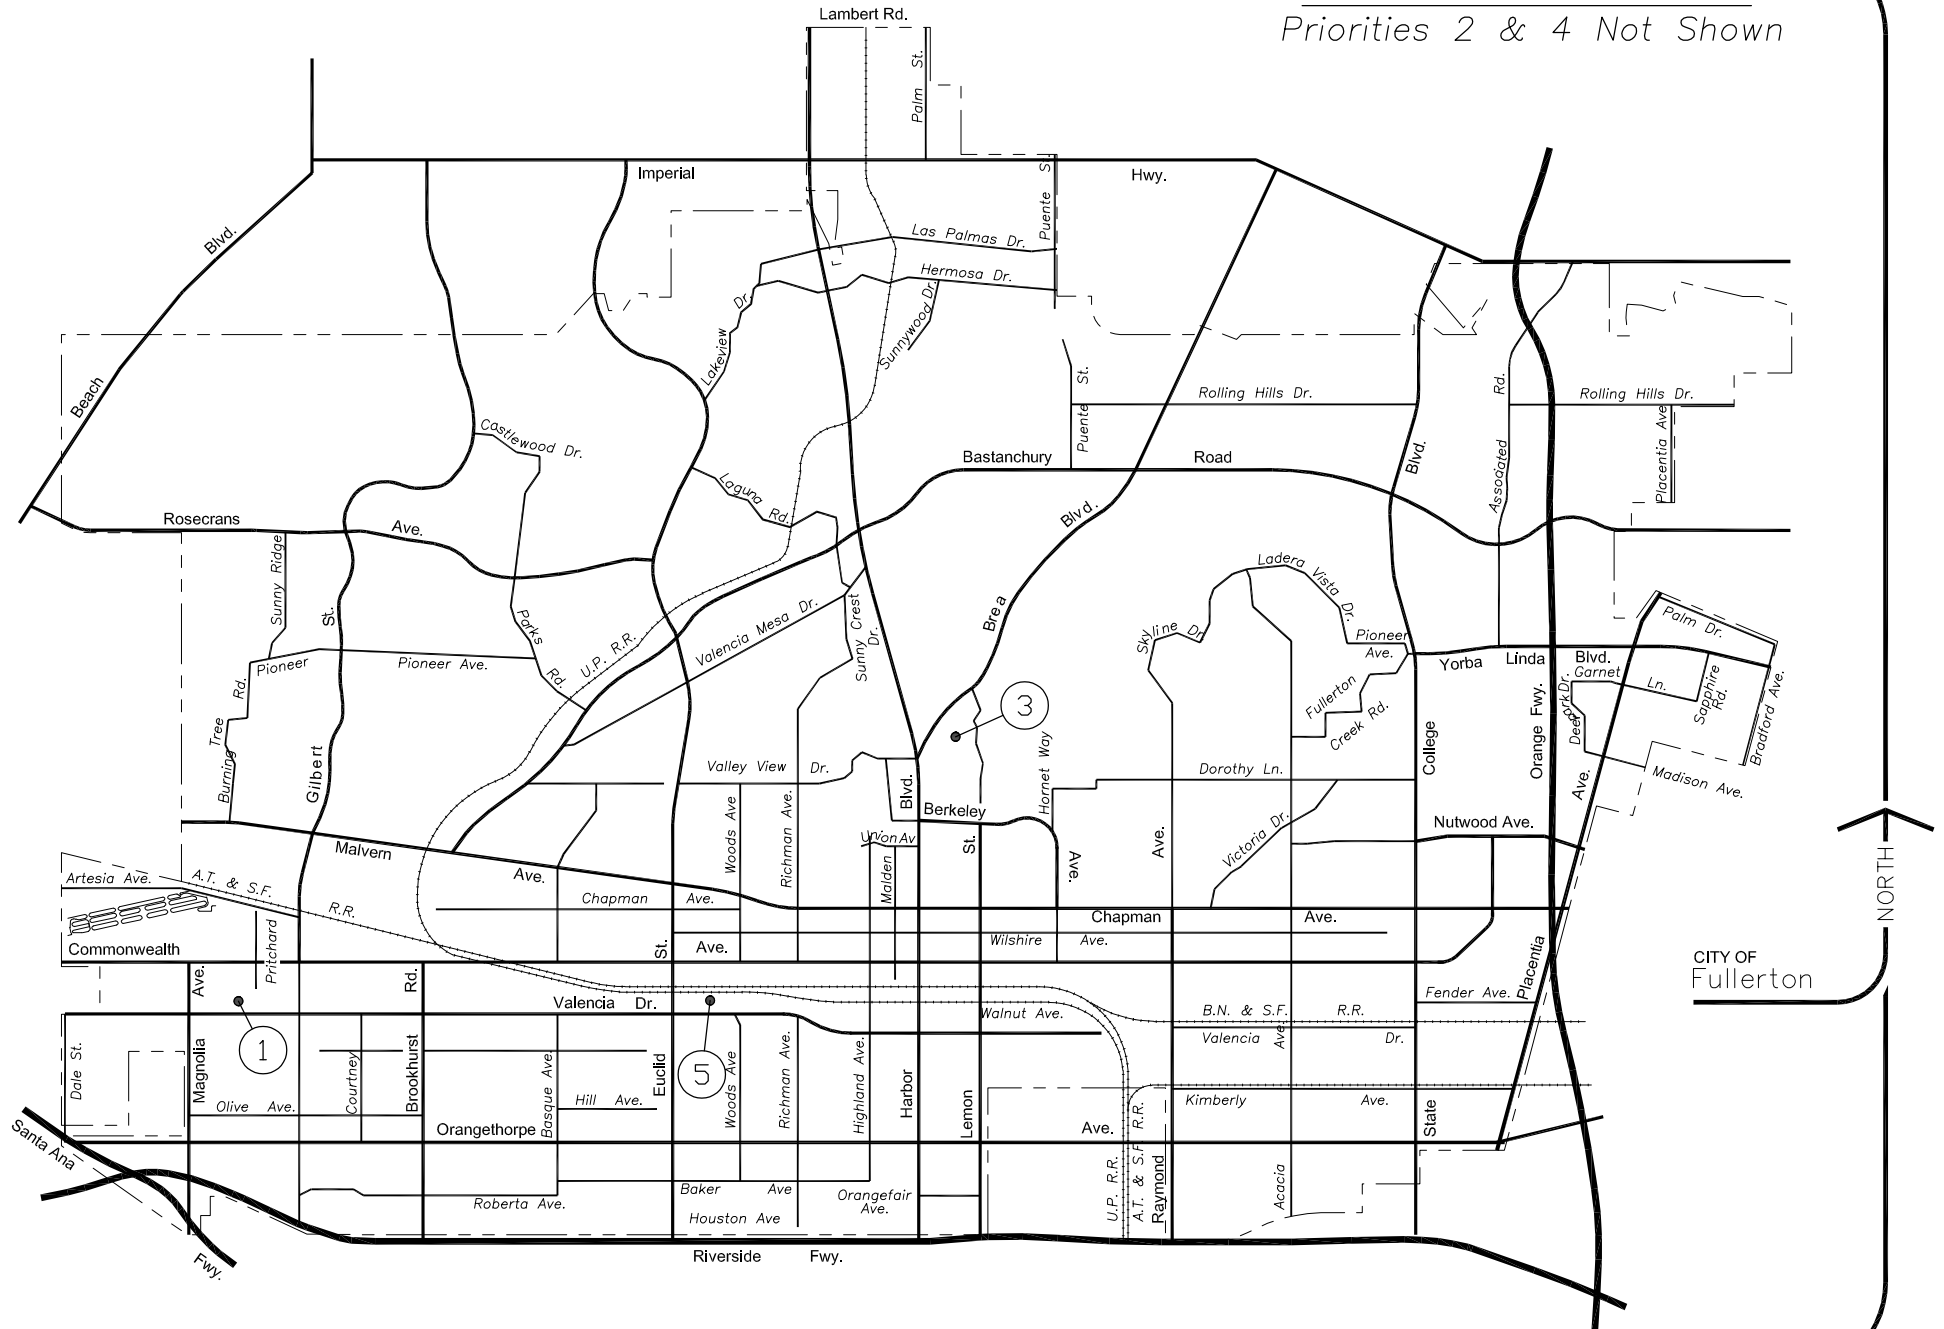 Lambert Rd.
Priorities 2 & 4 Not Shown
Palm St.
Imperial
Hwy.
Puente St.
Blvd.
Las Palmas Dr.
Hermosa Dr.
Lakeview Dr.
Sunnywood Dr.
Beach
Rolling Hills Dr.
Rolling Hills Dr.
Puente St.
Associated Rd.
Placentia Ave
Castlewood Dr.
Bastanchury
Road
Blvd.
Laguna Rd.
Rosecrans
Ave.
Blvd.
Sunny Ridge
St.
Parks Rd.
Ladera Vista Dr.
Brea
Valencia Mesa Dr.
Sunny Crest Dr.
Skyline Dr
Pioneer Ave.
Palm Dr.
U.P. R.R.
Pioneer
Pioneer Ave.
Yorba
Linda
Blvd.
Garnet
Ln.
Sapphire Rd.
Bradford Ave.
Deer Park Dr.
Burning Tree Rd.
Fullerton
Creek Rd.
3
Gilbert
Hornet Way
College
Orange Fwy.
Valley View
Dr.
Dorothy Ln.
Madison Ave.
Ave.
Woods Ave
Richman Ave.
Blvd.
Berkeley
Union Av
Malvern
Ave.
St.
Ave.
Ave.
Victoria Dr.
Nutwood Ave.
Artesia Ave.
A.T. & S.F.
R.R.
Malden
Chapman
Ave.
Chapman
Ave.
NORTH
Commonwealth
Pritchard
St.
Ave.
Wilshire
Ave.
CITY OF
Fullerton
Ave.
Rd.
Valencia Dr.
Walnut Ave.
B.N. & S.F.
R.R.
Fender Ave.
Placentia
Valencia
Ave.
Dr.
Dale St.
Magnolia
1
Courtney
Brookhurst
Basque Ave.
Euclid
5
Woods Ave
Richman Ave.
Highland Ave.
Harbor
Lemon
Olive Ave.
Hill Ave.
Kimberly
Ave.
Santa Ana
Orangethorpe
Ave.
State
U.P. R.R.
A.T. & S.F. R.R.
Raymond
Acacia
Roberta Ave.
Baker
Ave
Orangefair
Ave.
Houston Ave
Riverside
Fwy.
Fwy.